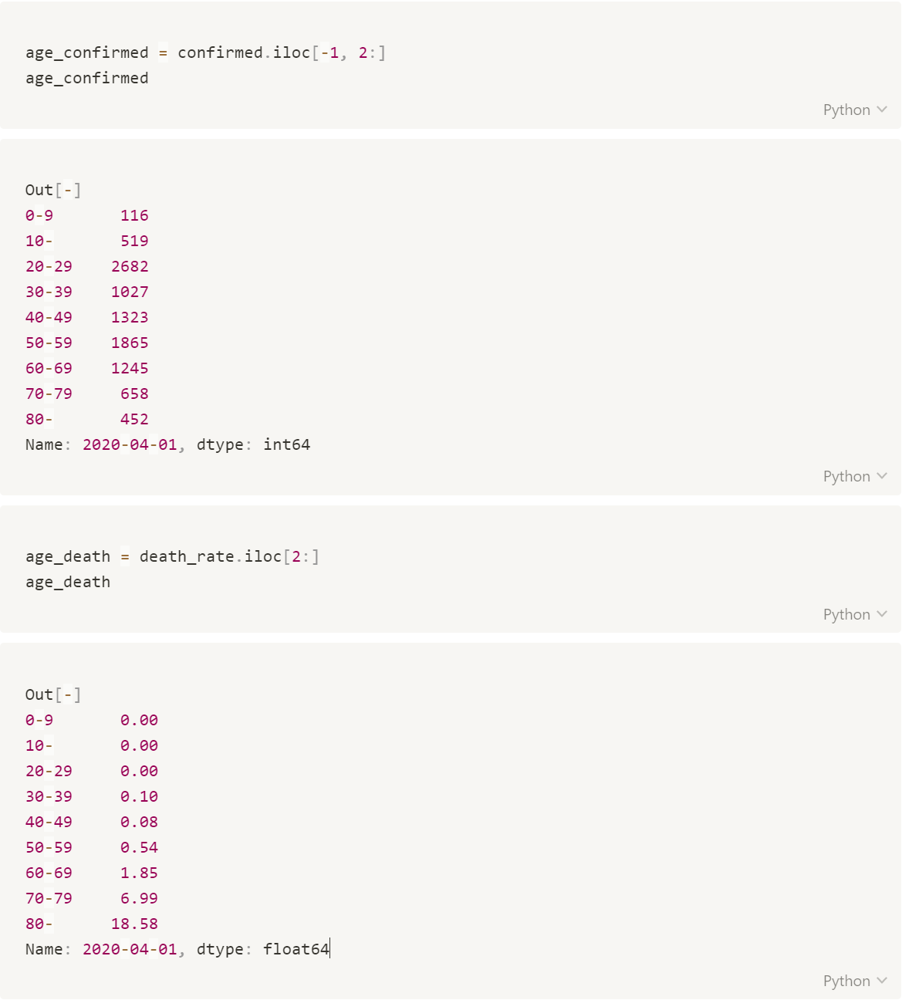 age_confirmed = confirmed.iloc[-1, 2:]
age_confirmed
Python
Out[-]
0-9       116
10-       519
20-29    2682
30-39    1027
40-49    1323
50-59    1865
60-69    1245
70-79     658
80-       452
Name: 2020-04-01, dtype: int64
Python
age_death = death_rate.iloc[2:]
age_death
Python
Out[-]
0-9       0.00
10-       0.00
20-29     0.00
30-39     0.10
40-49     0.08
50-59     0.54
60-69     1.85
70-79     6.99
80-      18.58
Name: 2020-04-01, dtype: float64
Python